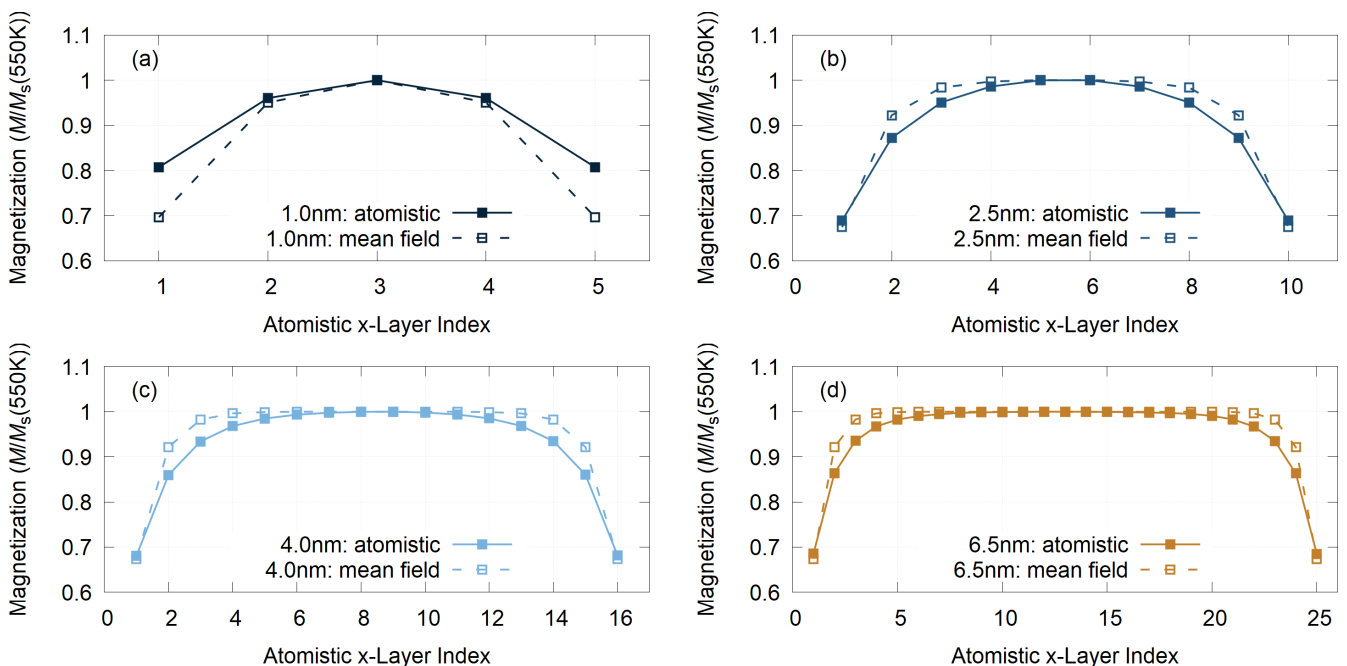 Magnetization (M/Ms(550K))
1.1
1
0.9
0.8
0.7
0.6
(a)
1.0nm: atomistic
1.0nm: mean field
1 2 3 4 5
Atomistic x-Layer Index
Magnetization (M/Ms(550K))
1.1
1
0.9
0.8
0.7
0.6
(b)
2.5nm: atomistic
2.5nm: mean field
0 2 4 6 8 10
Atomistic x-Layer Index
Magnetization (M/Ms(550K))
1.1
1
0.9
0.8
0.7
0.6
(c)
4.0nm: atomistic
4.0nm: mean field
0 2 4 6 8 10 12 14 16
Atomistic x-Layer Index
Magnetization (M/Ms(550K))
1.1
1
0.9
0.8
0.7
0.6
(d)
6.5nm: atomistic
6.5nm: mean field
0 5 10 15 20 25
Atomistic x-Layer Index